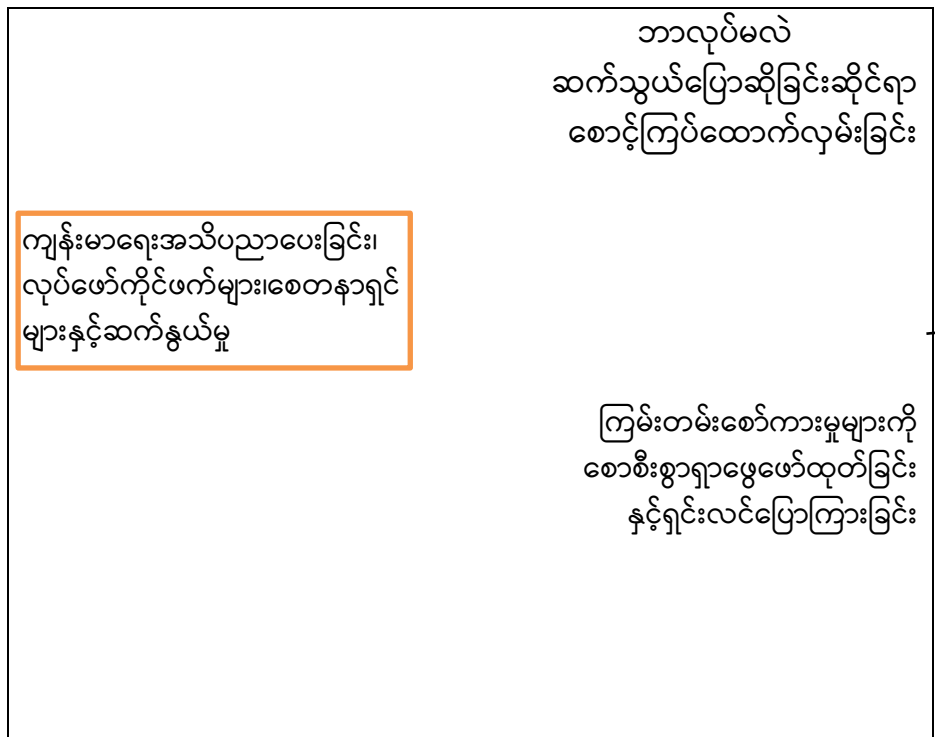 ဘာလုပ်မလဲ
ဆက်သွယ်ပြောဆိုခြင်းဆိုင်ရာ
စောင့်ကြပ်ထောက်လှမ်းခြင်း
ကျန်းမာရေးအသိပညာပေးခြင်း၊
လုပ်ဖော်ကိုင်ဖက်များ၊စေတနာရှင်
များနှင့်ဆက်နွယ်မှု
ကြမ်းတမ်းစော်ကားမှုများကို
စောစီးစွာရှာဖွေဖော်ထုတ်ခြင်း
နှင့်ရှင်းလင်ပြောကြားခြင်း